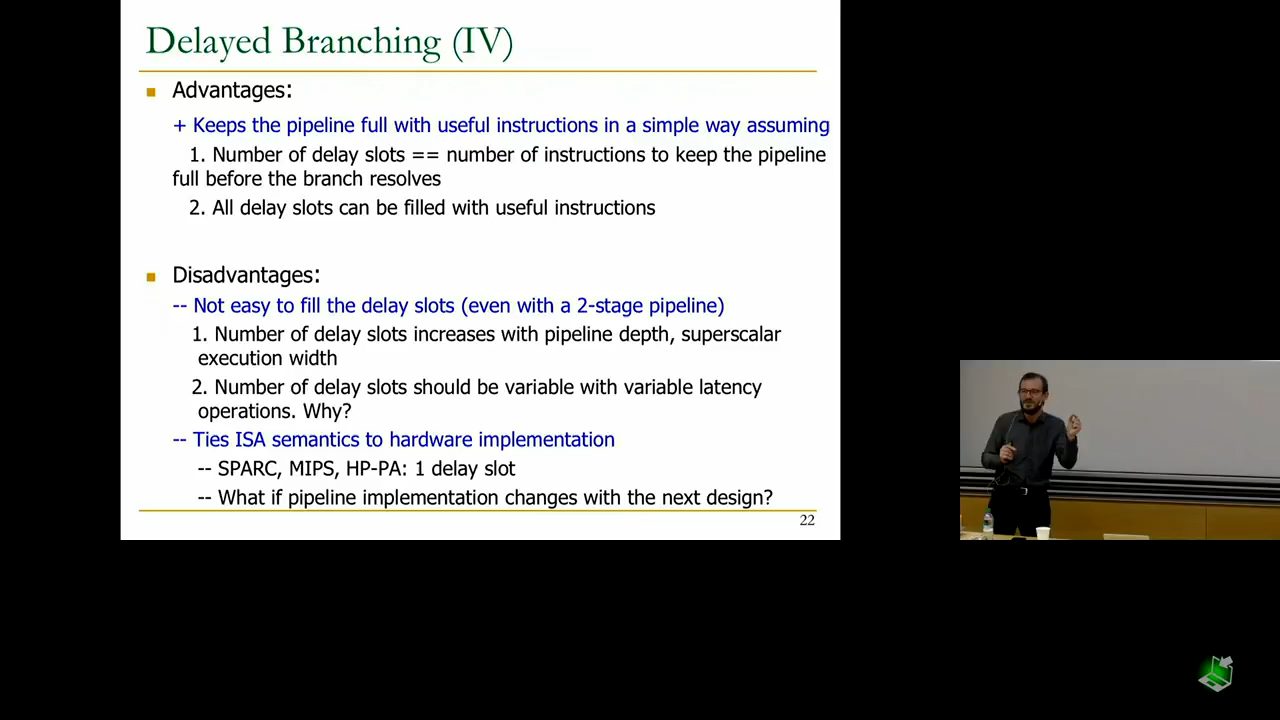 Delayed Branching (IV)
Advantages:
+ Keeps the pipeline full with useful instructions in a simple way assuming
1. Number of delay slots == number of instructions to keep the pipeline
full before the branch resolves
2. All delay slots can be filled with useful instructions
Disadvantages:
-- Not easy to fill the delay slots (even with a 2-stage pipeline)
1. Number of delay slots increases with pipeline depth, superscalar
execution width
2. Number of delay slots should be variable with variable latency
operations. Why?
-- Ties ISA semantics to hardware implementation
-- SPARC, MIPS, HP-PA: 1 delay slot
-- What if pipeline implementation changes with the next design?
22